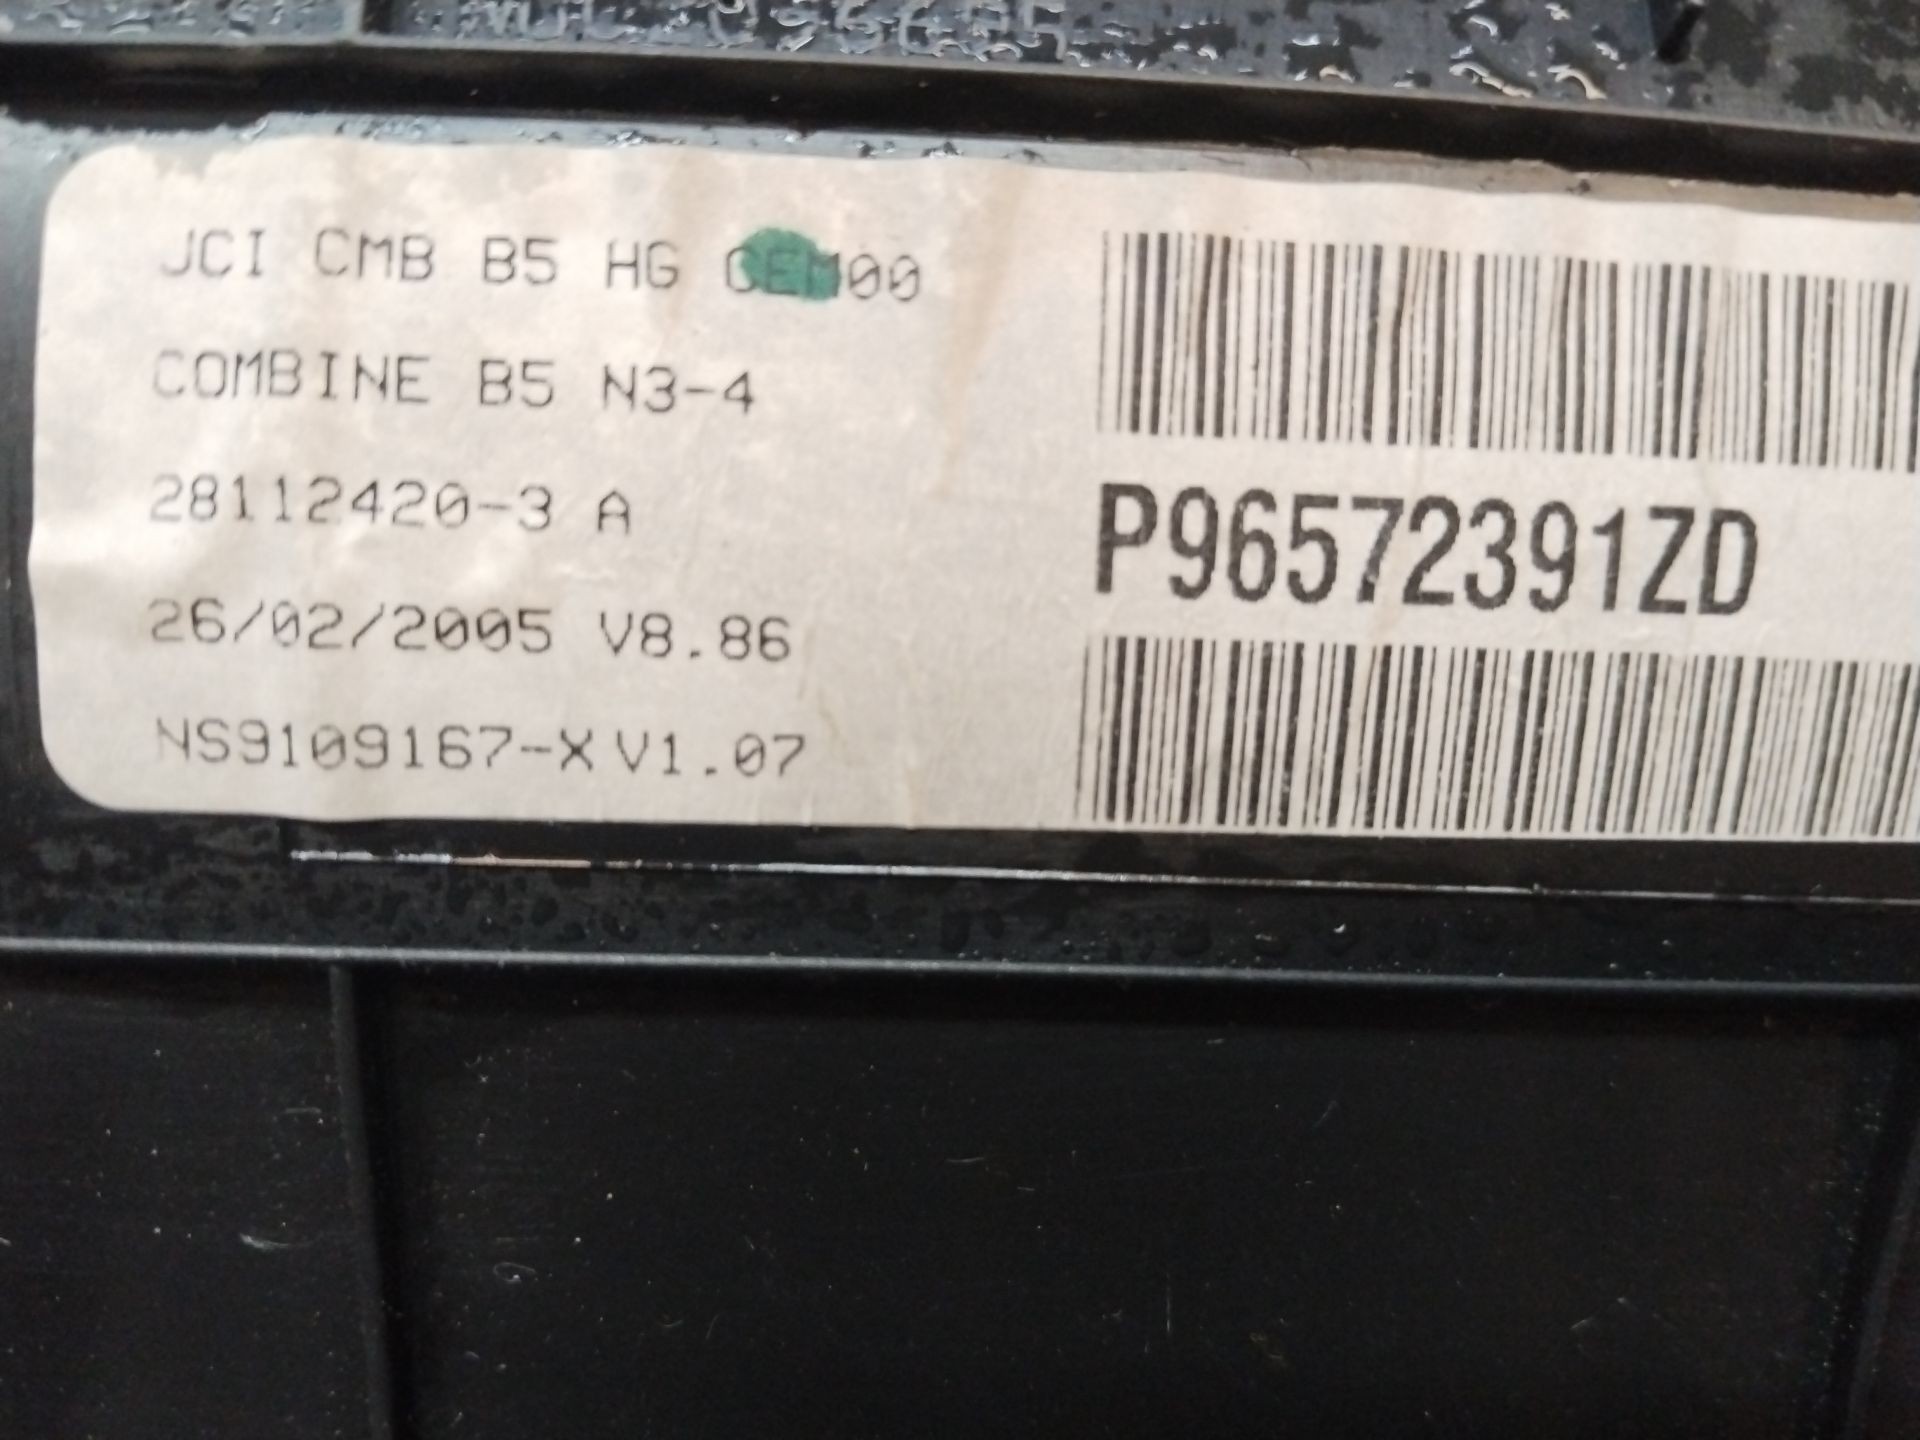 JCI CMB B5 HG CEM00
COMBINE B5 N3-4
28112420-3 A
26/02/2005 V8.86
NS9109167-X V1.07
P96572391ZD